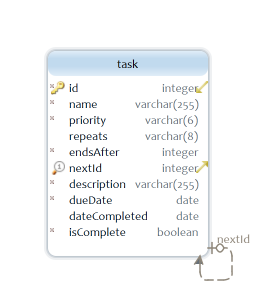 task
id integer
name varchar(255)
priority varchar(6)
repeats varchar(8)
endsAfter integer
nextId integer
description varchar(255)
dueDate date
dateCompleted date
isComplete boolean
nextId